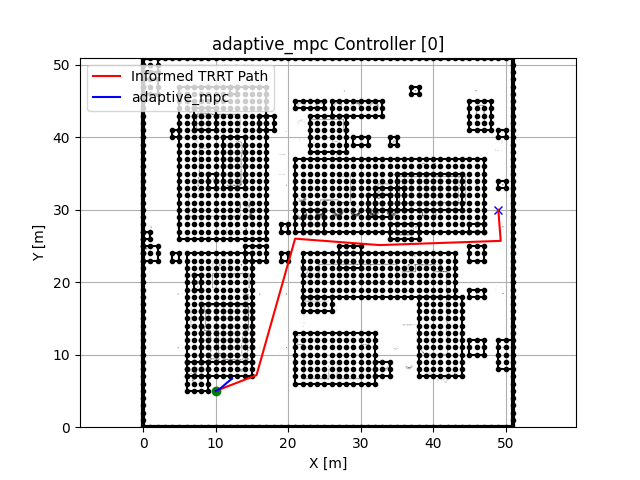 adaptive_mpc Controller [0]
Informed TRRT Path
adaptive_mpc
Y [m]
50
40
30
20
10
0
0 10 20 30 40 50
X [m]